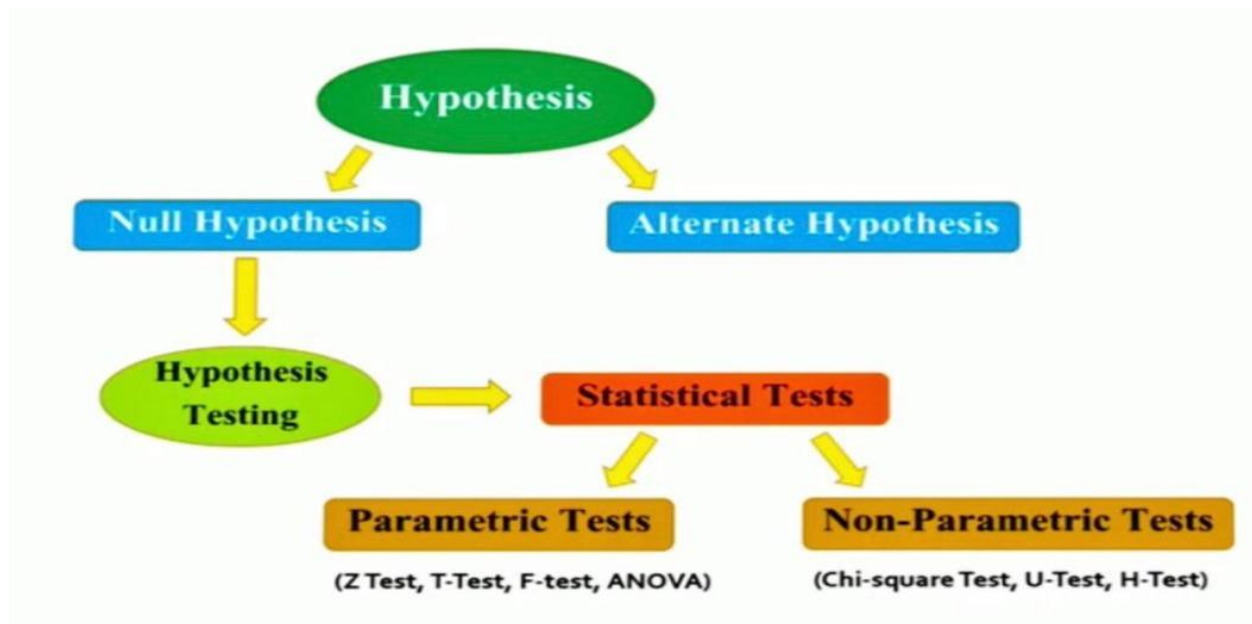 Hypothesis
Null Hypothesis
Alternate Hypothesis
Hypothesis
Testing
Statistical Tests
Parametric Tests
Non-Parametric Tests
(Z Test, T-Test, F-test, ANOVA)
(Chi-square Test, U-Test, H-Test)